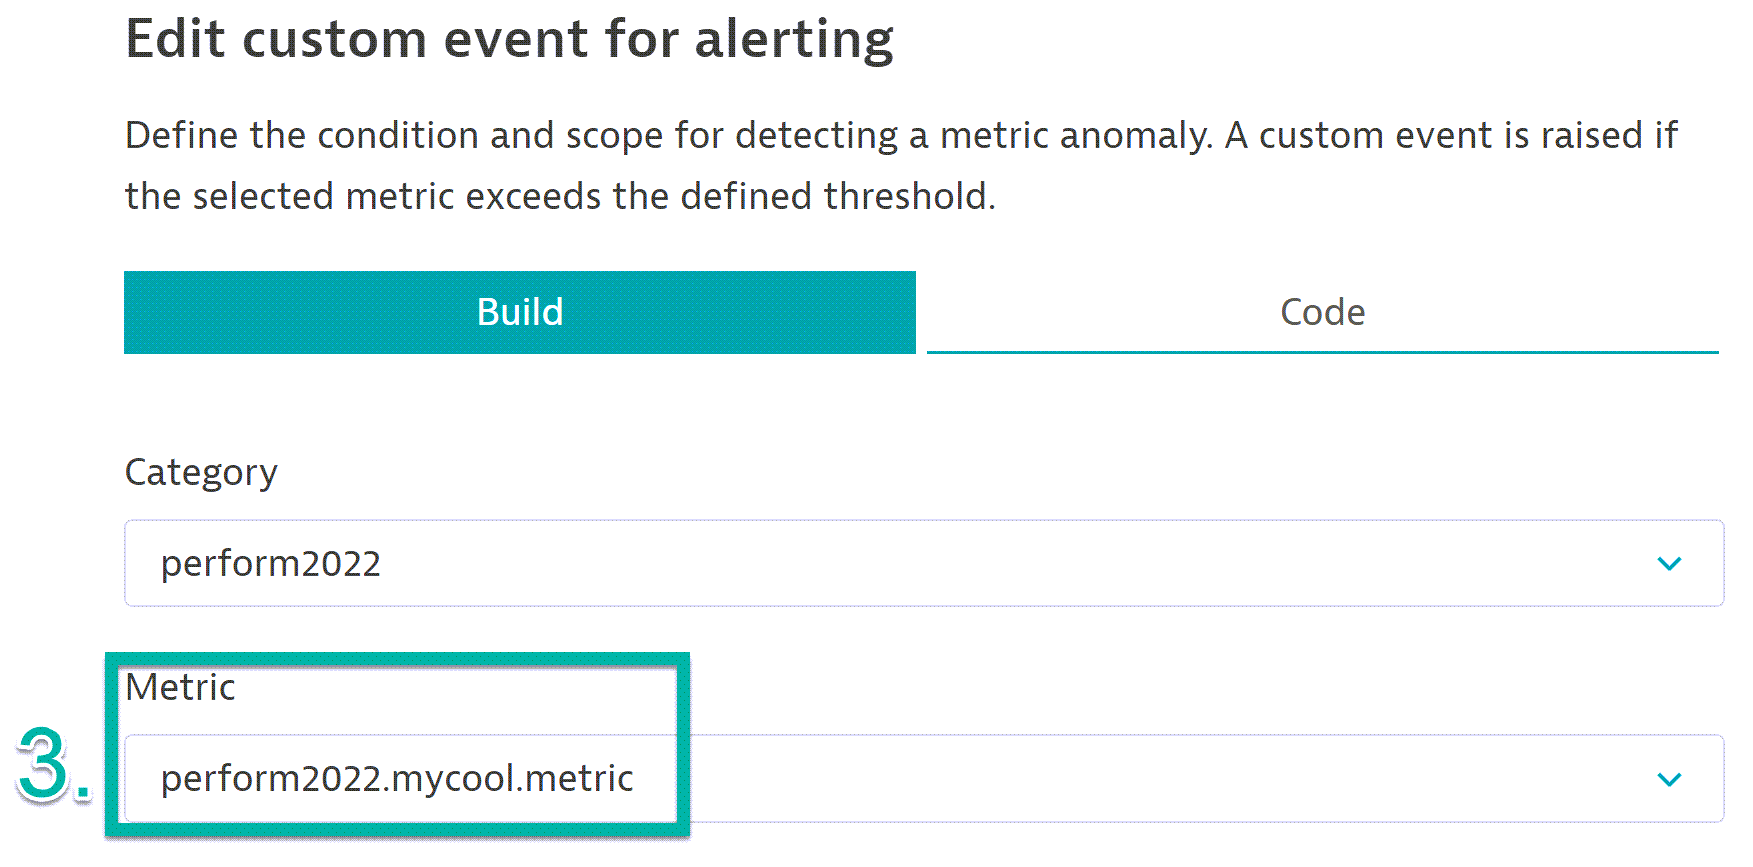 Edit custom event for alerting
Define the condition and scope for detecting a metric anomaly. A custom event is raised if
the selected metric exceeds the defined threshold.
Build
Code
Category
perform2022
Metric
3.
perform2022.mycool.metric